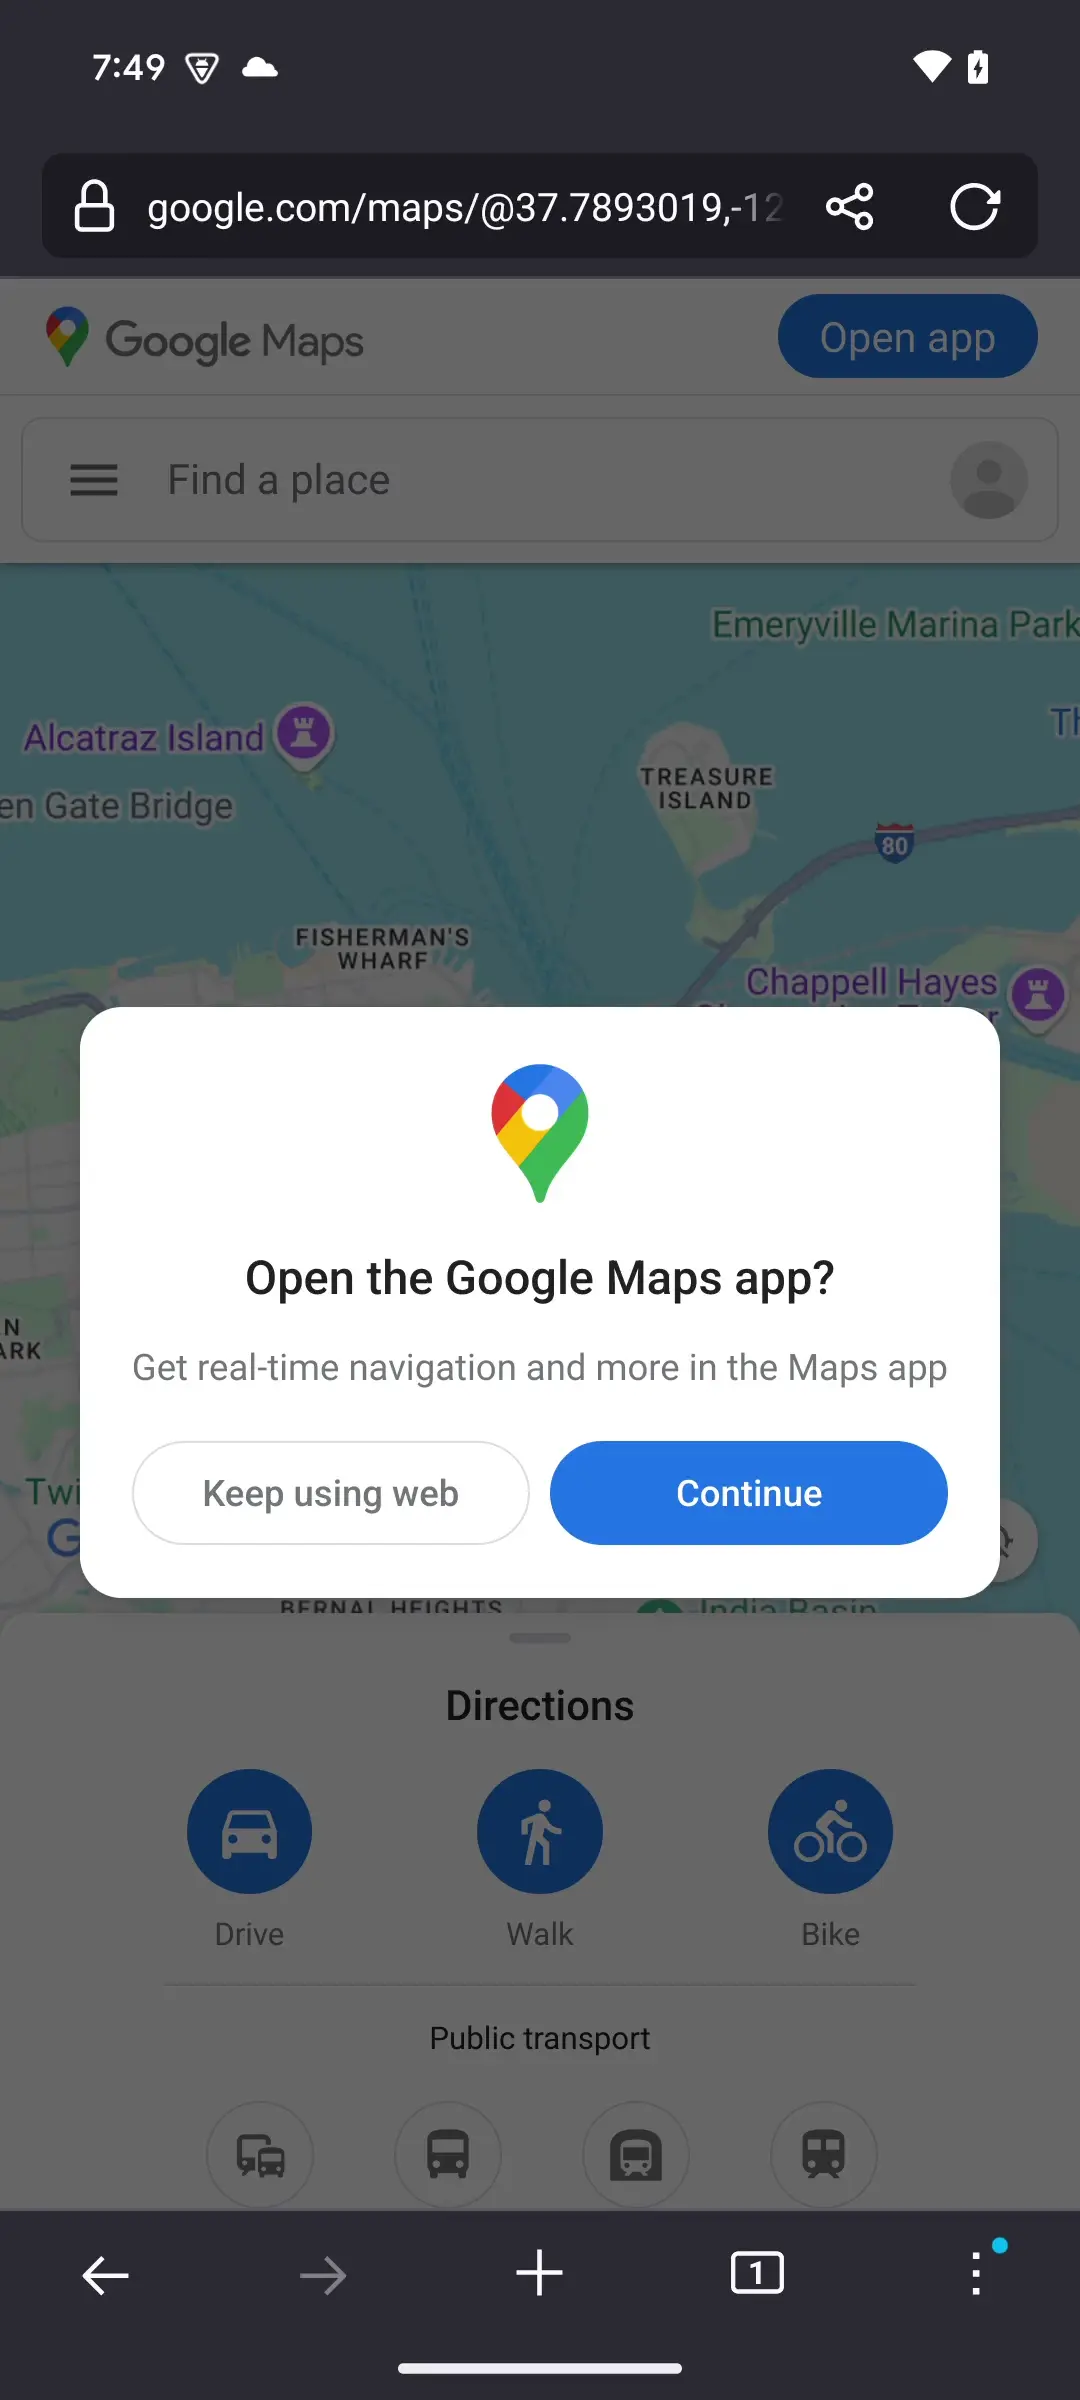 7:49
google.com/maps/@37.7893019,-12
Google Maps
Open app
Find a place
Emeryville Marina Park
Alcatraz Island
Th
en Gate Bridge
TREASURE
ISLAND
80
FISHERMAN'S
WHARF
Chappell Hayes
Open the Google Maps app?
Get real-time navigation and more in the Maps app
Keep using web
Continue
N
ARK
Twi
G
BERNAL HEIGHTS
India Basin
Directions
Drive
Walk
Bike
Public transport
1